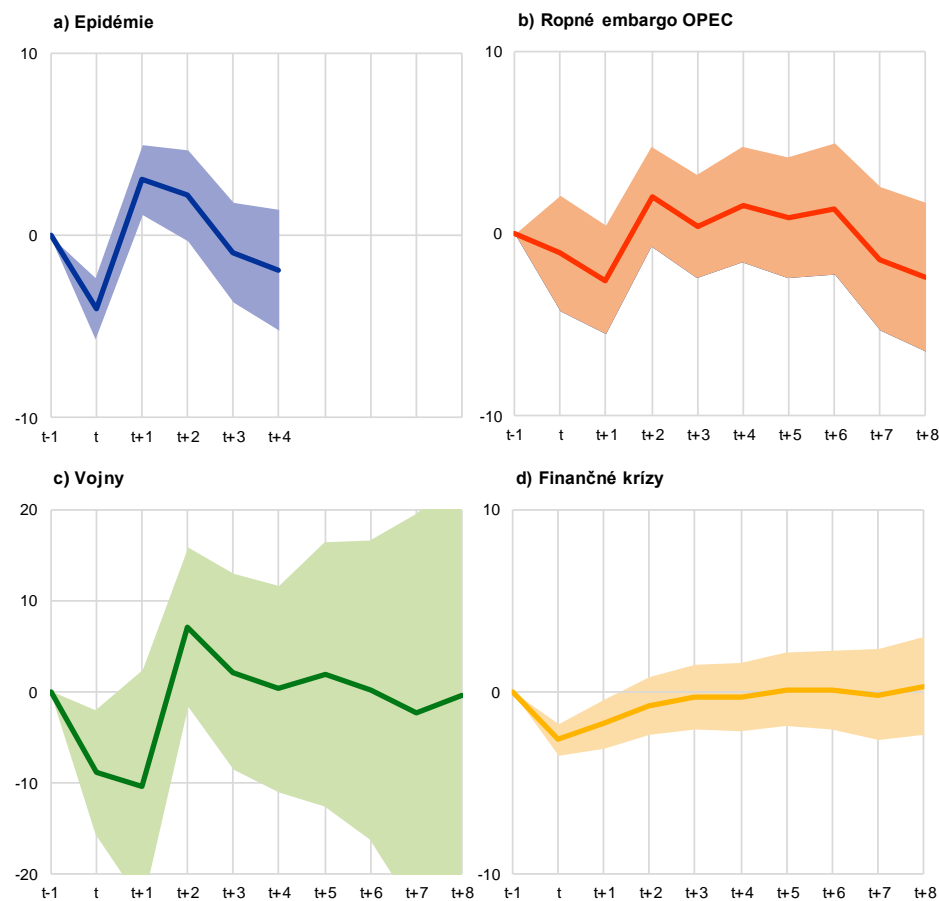 a) Epidémie
10
0
-10
t-1 t t+1 t+2 t+3 t+4
b) Ropné embargo OPEC
10
0
-10
t-1 t t+1 t+2 t+3 t+4 t+5 t+6 t+7 t+8
c) Vojny
20
10
0
-10
-20
t-1 t t+1 t+2 t+3 t+4 t+5 t+6 t+7 t+8
d) Finančné krízy
10
0
-10
t-1 t t+1 t+2 t+3 t+4 t+5 t+6 t+7 t+8